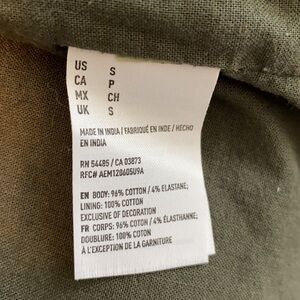 US S
CA P
MX CH
UK S
MADE IN INDIA / FABRIQUÉ EN INDE / HECHO
EN INDIA
RN 54485 / CA 03873
RFC# AEM120605U9A
EN BODY: 96% COTTON / 4% ELASTANE;
LINING: 100% COTTON
EXCLUSIVE OF DECORATION
FR CORPS: 96% COTON / 4% ÉLASTHANNE;
DOUBLURE: 100% COTON
À L'EXCEPTION DE LA GARNITURE